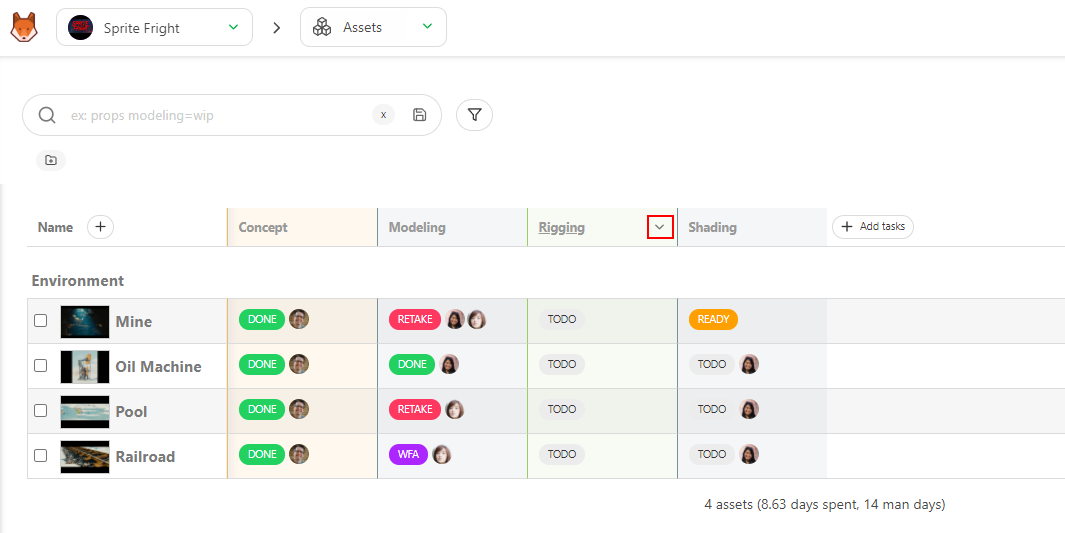 Sprite Fright Assets
ex: props modeling=wip x
Name Concept Modeling Rigging Shading Add tasks
Environment
Mine DONE RETAKE TODO READY
Oil Machine DONE DONE TODO TODO
Pool DONE RETAKE TODO TODO
Railroad DONE WFA TODO TODO
4 assets (8.63 days spent, 14 man days)